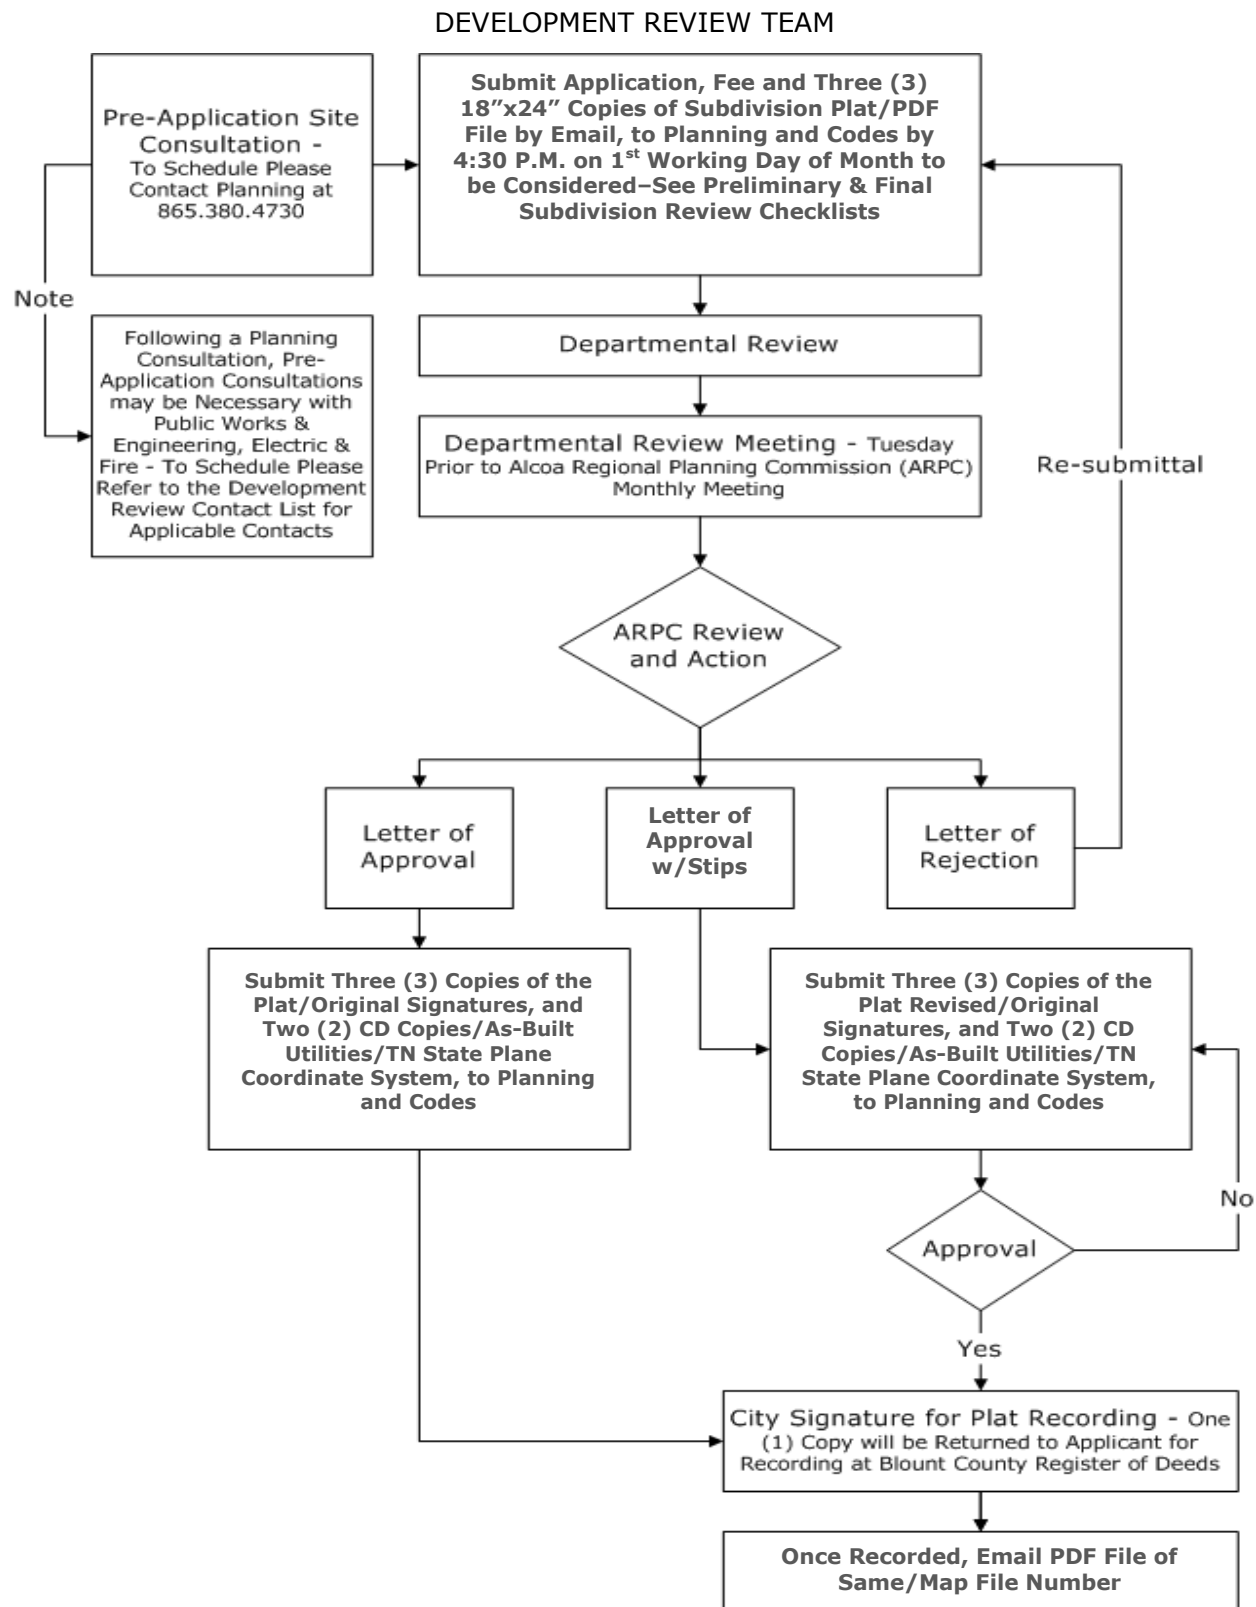 DEVELOPMENT REVIEW TEAM
Pre-Application Site
Consultation -
To Schedule Please
Contact Planning at
865.380.4730
Submit Application, Fee and Three (3)
18”x24” Copies of Subdivision Plat/PDF
File by Email, to Planning and Codes by
4:30 P.M. on 1st Working Day of Month to
be Considered–See Preliminary & Final
Subdivision Review Checklists
Note
Following a Planning
Consultation, Pre-
Application Consultations
may be Necessary with
Public Works &
Engineering, Electric &
Fire - To Schedule Please
Refer to the Development
Review Contact List for
Applicable Contacts
Departmental Review
Departmental Review Meeting - Tuesday
Prior to Alcoa Regional Planning Commission (ARPC)
Monthly Meeting
Re-submittal
ARPC Review
and Action
Letter of
Approval
Letter of
Approval
w/Stips
Letter of
Rejection
Submit Three (3) Copies of the
Plat/Original Signatures, and
Two (2) CD Copies/As-Built
Utilities/TN State Plane
Coordinate System, to Planning
and Codes
Submit Three (3) Copies of the
Plat Revised/Original
Signatures, and Two (2) CD
Copies/As-Built Utilities/TN
State Plane Coordinate System,
to Planning and Codes
No
Approval
Yes
City Signature for Plat Recording - One
(1) Copy will be Returned to Applicant for
Recording at Blount County Register of Deeds
Once Recorded, Email PDF File of
Same/Map File Number